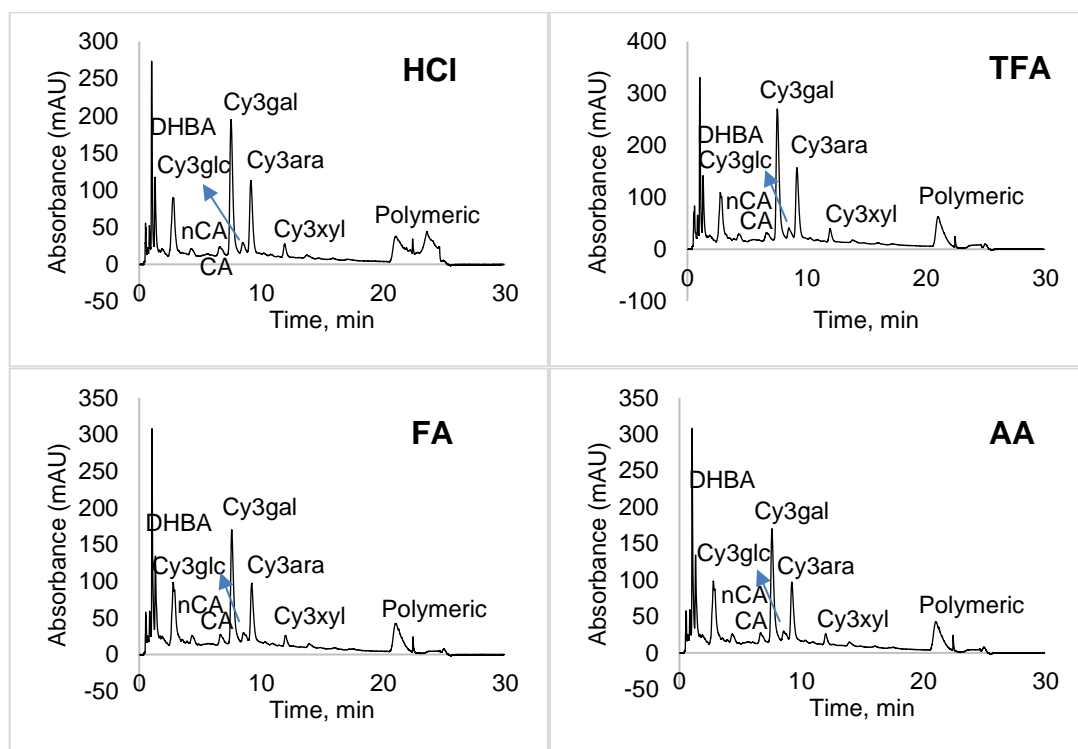 300
250
200
150
100
50
0
-50
Absorbance (mAU)
HCl
Cy3gal
DHBA
Cy3glc
Cy3ara
nCA
CA
Cy3xyl
Polymeric
0 10 20 30
Time, min
400
300
200
100
0
-100
Absorbance (mAU)
TFA
Cy3gal
DHBA
Cy3glc
Cy3ara
nCA
CA
Cy3xyl
Polymeric
0 10 20 30
Time, min
350
300
250
200
150
100
50
0
-50
Absorbance (mAU)
FA
Cy3gal
DHBA
Cy3glc
Cy3ara
nCA
CA
Cy3xyl
Polymeric
0 10 20 30
Time, min
350
300
250
200
150
100
50
0
-50
Absorbance (mAU)
AA
DHBA
Cy3gal
Cy3glc
Cy3ara
nCA
CA
Cy3xyl
Polymeric
0 10 20 30
Time, min